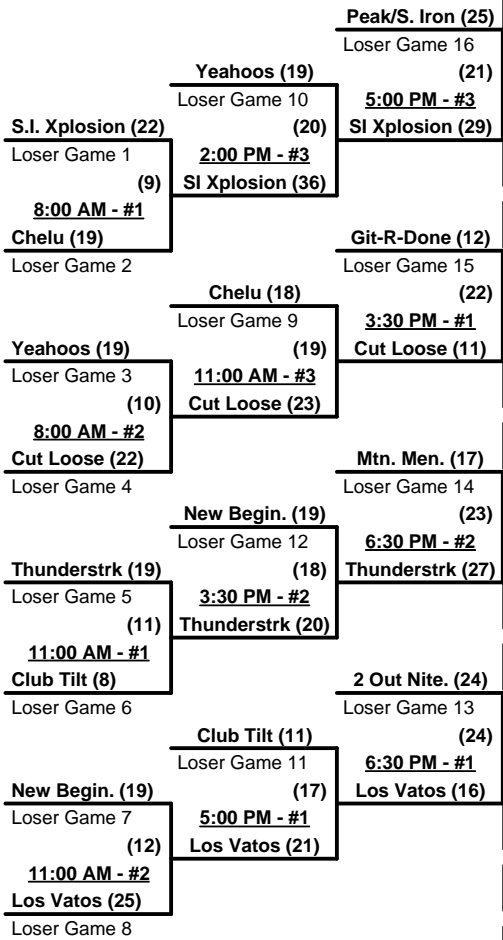 Peak/S. Iron (25)
Loser Game 16
(21)
5:00 PM - #3
SI Xplosion (29)
Yeahoos (19)
Loser Game 10
(20)
2:00 PM - #3
SI Xplosion (36)
S.I. Xplosion (22)
Loser Game 1
(9)
8:00 AM - #1
Chelu (19)
Loser Game 2
Git-R-Done (12)
Loser Game 15
(22)
3:30 PM - #1
Cut Loose (11)
Chelu (18)
Loser Game 9
(19)
11:00 AM - #3
Cut Loose (23)
Yeahoos (19)
Loser Game 3
(10)
8:00 AM - #2
Cut Loose (22)
Loser Game 4
Mtn. Men. (17)
Loser Game 14
(23)
6:30 PM - #2
Thunderstrk (27)
New Begin. (19)
Loser Game 12
(18)
3:30 PM - #2
Thunderstrk (20)
Thunderstrk (19)
Loser Game 5
(11)
11:00 AM - #1
Club Tilt (8)
Loser Game 6
2 Out Nite. (24)
Loser Game 13
(24)
6:30 PM - #1
Los Vatos (16)
Club Tilt (11)
Loser Game 11
(17)
5:00 PM - #1
Los Vatos (21)
New Begin. (19)
Loser Game 7
(12)
11:00 AM - #2
Los Vatos (25)
Loser Game 8